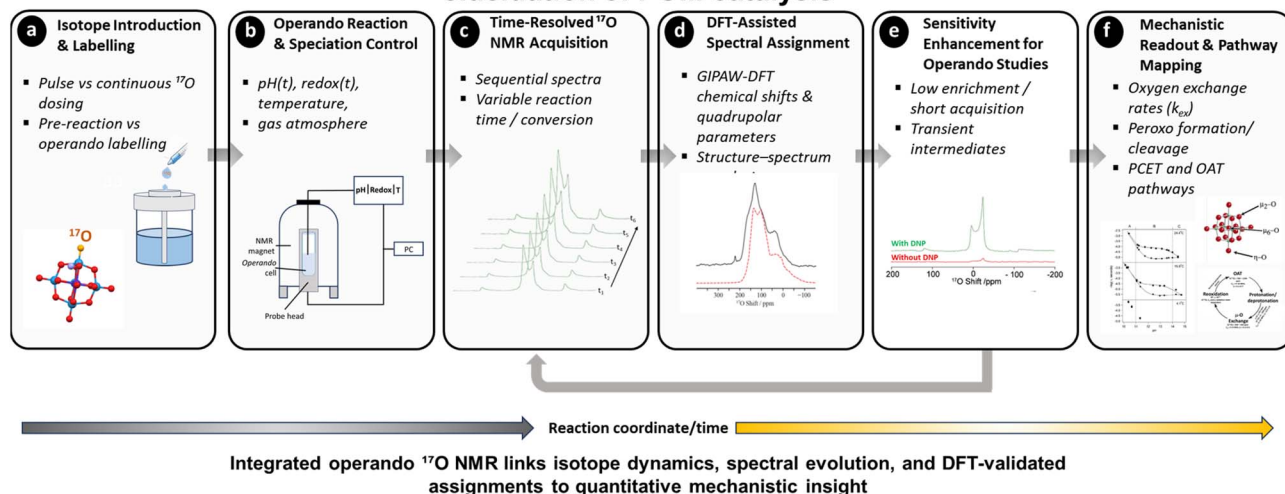 a
Isotope Introduction
& Labelling
▪ Pulse vs continuous ¹⁷O
dosing
▪ Pre-reaction vs
operando labelling
¹⁷O
b
Operando Reaction
& Speciation Control
▪ pH(t), redox(t),
temperature,
▪ gas atmosphere
pH|Redox|T
NMR
magnet
Operando
cell
PC
Probe head
c
Time-Resolved ¹⁷O
NMR Acquisition
▪ Sequential spectra
▪ Variable reaction
time / conversion
t₆
t₅
t₄
t₃
t₂
t₁
d
DFT-Assisted
Spectral Assignment
▪ GIPAW-DFT
chemical shifts &
quadrupolar
parameters
▪ Structure–spectrum
300 200 100 0 −100
¹⁷O Shift / ppm
e
Sensitivity
Enhancement for
Operando Studies
▪ Low enrichment /
short acquisition
▪ Transient
intermediates
With DNP
Without DNP
200 100 0 -100 -200
¹⁷O Shift /ppm
f
Mechanistic
Readout & Pathway
Mapping
▪ Oxygen exchange
rates (kₑₓ)
▪ Peroxo formation/
cleavage
▪ PCET and OAT
pathways
μ₂–O
μ₆–O
η–O
A B C
OAT
Reoxidation
Protonation/
deprotonation
μ-O
Exchange
Reaction coordinate/time
Integrated operando ¹⁷O NMR links isotope dynamics, spectral evolution, and DFT-validated
assignments to quantitative mechanistic insight